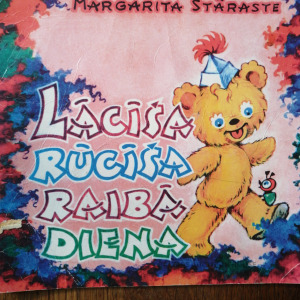 MARGARITA STĀRASTE
LĀCĪŠA
RŪCĪŠA
RAIBĀ
DIENA